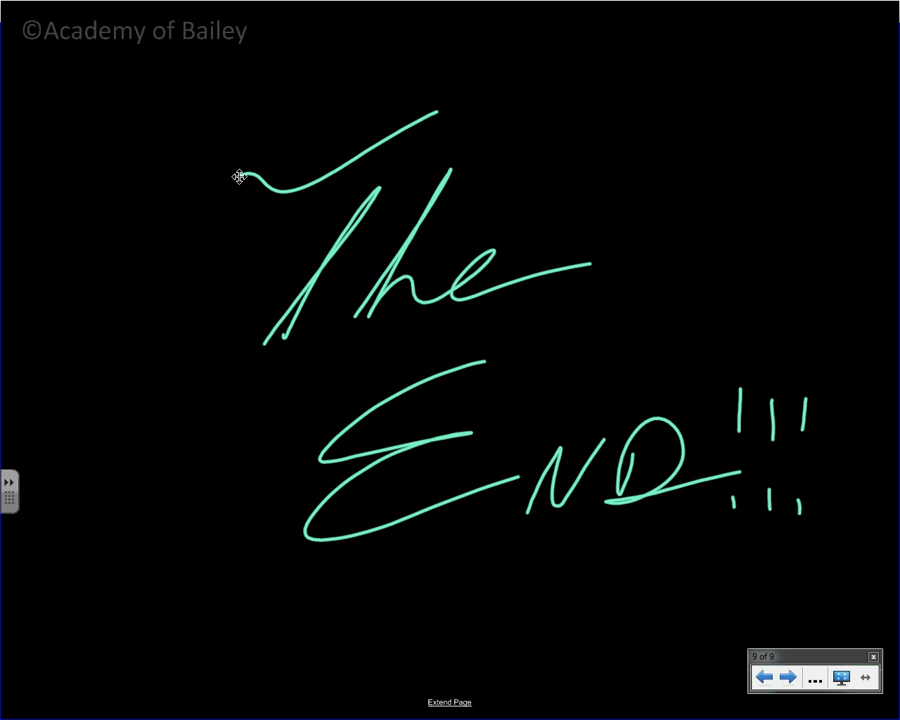 ©Academy of Bailey
The
END!!!
9 of 9
...
Extend Page